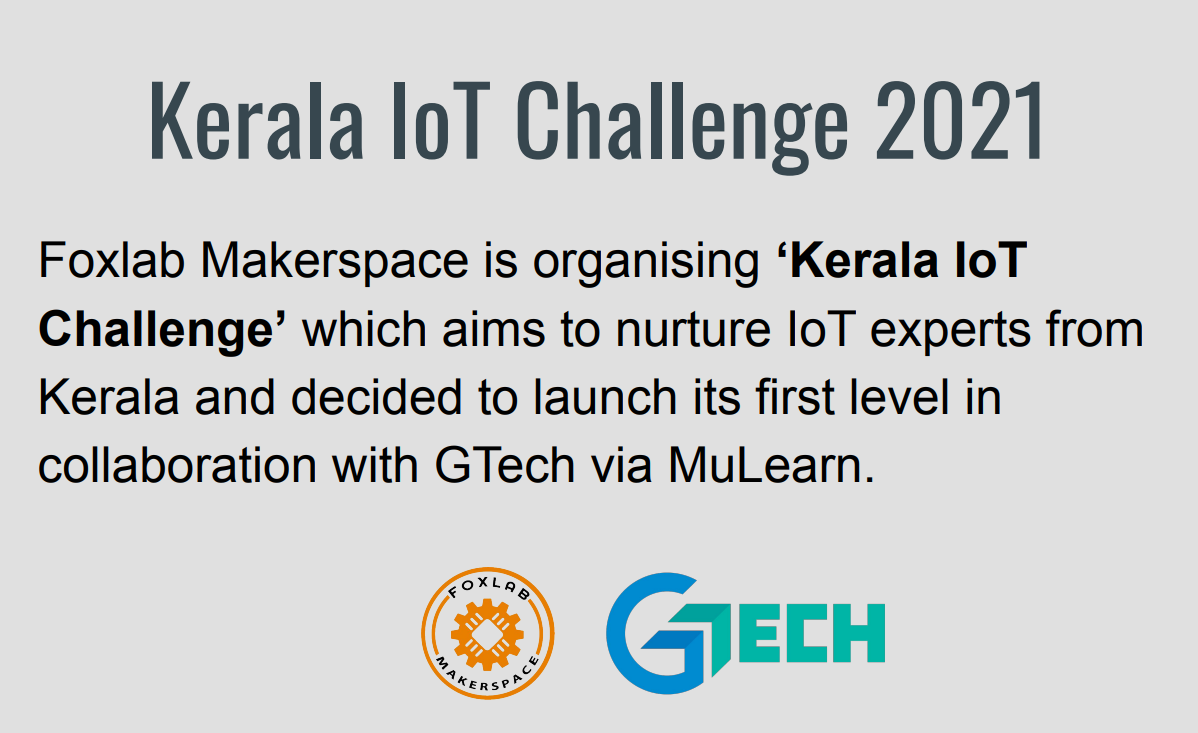 Kerala IoT Challenge 2021
Foxlab Makerspace is organising ‘Kerala IoT
Challenge’ which aims to nurture IoT experts from
Kerala and decided to launch its first level in
collaboration with GTech via MuLearn.
FOXLAB
MAKERSPACE
GTECH